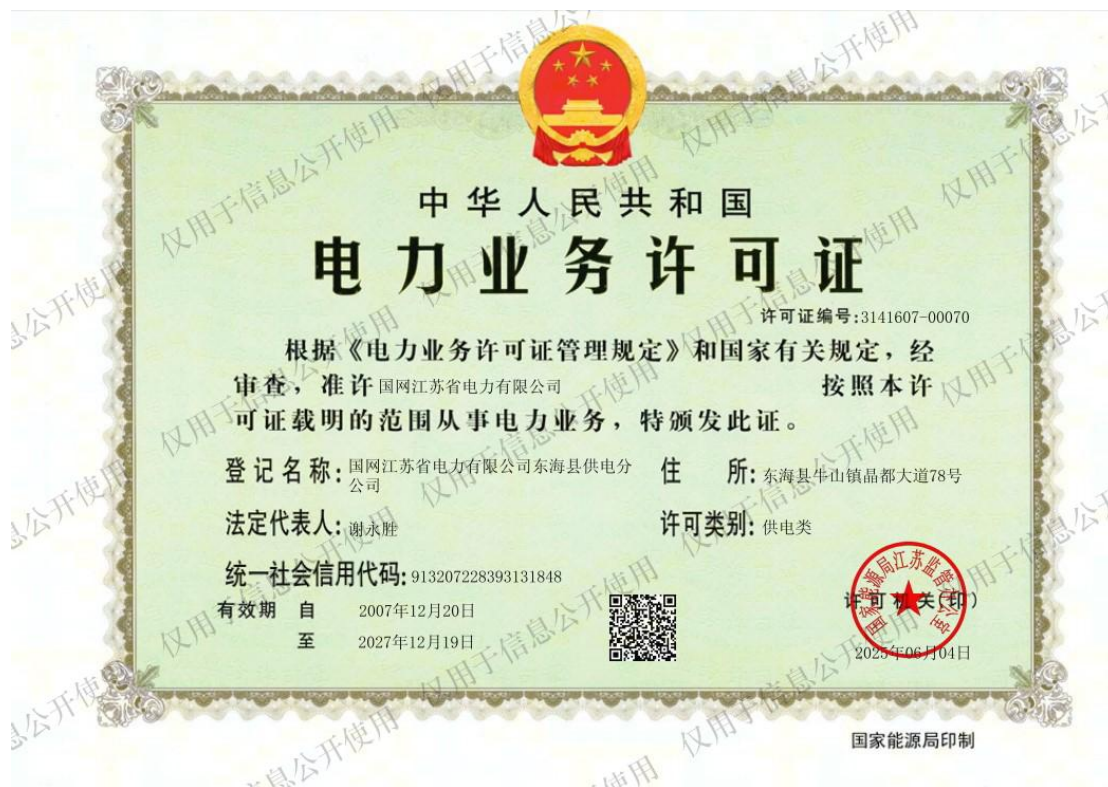 中华人民共和国
电力业务许可证
许可证编号:3141607-00070
根据《电力业务许可证管理规定》和国家有关规定，经
审查，准许国网江苏省电力有限公司 按照本许
可证载明的范围从事电力业务，特颁发此证。
登记名称:国网江苏省电力有限公司东海县供电分
公司
住 所:东海县牛山镇晶都大道78号
法定代表人:谢永胜
许可类别:供电类
统一社会信用代码:913207228393131848
有效期 自 2007年12月20日
至 2027年12月19日
许可机关(印)
国家能源局江苏监管办公室
2025年06月04日
国家能源局印制
仅用于信息公开使用